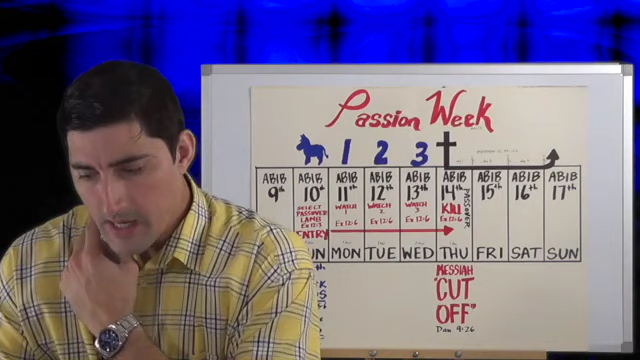 Passion Week
1 2 3
ABIB ABIB ABIB ABIB ABIB ABIB ABIB ABIB ABIB
9th 10th 11th 12th 13th 14th 15th 16th 17th
SELECT PASSOVER LAMB Ex 12:3
WATCH 1 Ex 12:6
WATCH 2 Ex 12:6
WATCH 3 Ex 12:6
KILL Ex 12:6
PASSOVER
ENTRY
UN MON TUE WED THU FRI SAT SUN
MESSIAH
"CUT
OFF"
Dan 9:26